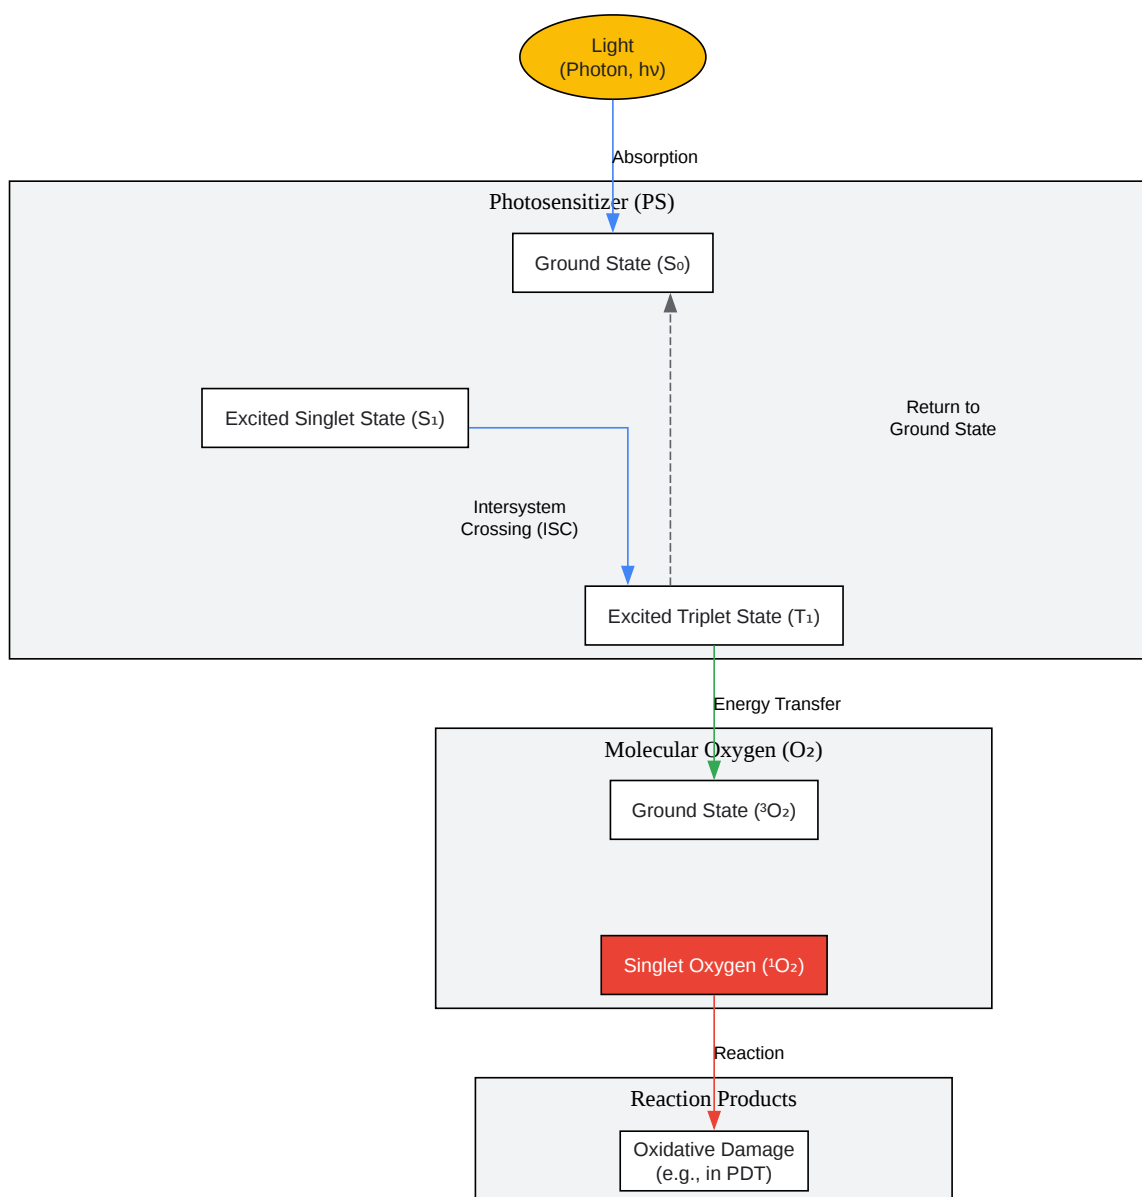 Light
(Photon, hν)
Absorption
Photosensitizer (PS)
Ground State (S₀)
Excited Singlet State (S₁)
Return to
Ground State
Intersystem
Crossing (ISC)
Excited Triplet State (T₁)
Energy Transfer
Molecular Oxygen (O₂)
Ground State (³O₂)
Singlet Oxygen (¹O₂)
Reaction
Reaction Products
Oxidative Damage
(e.g., in PDT)